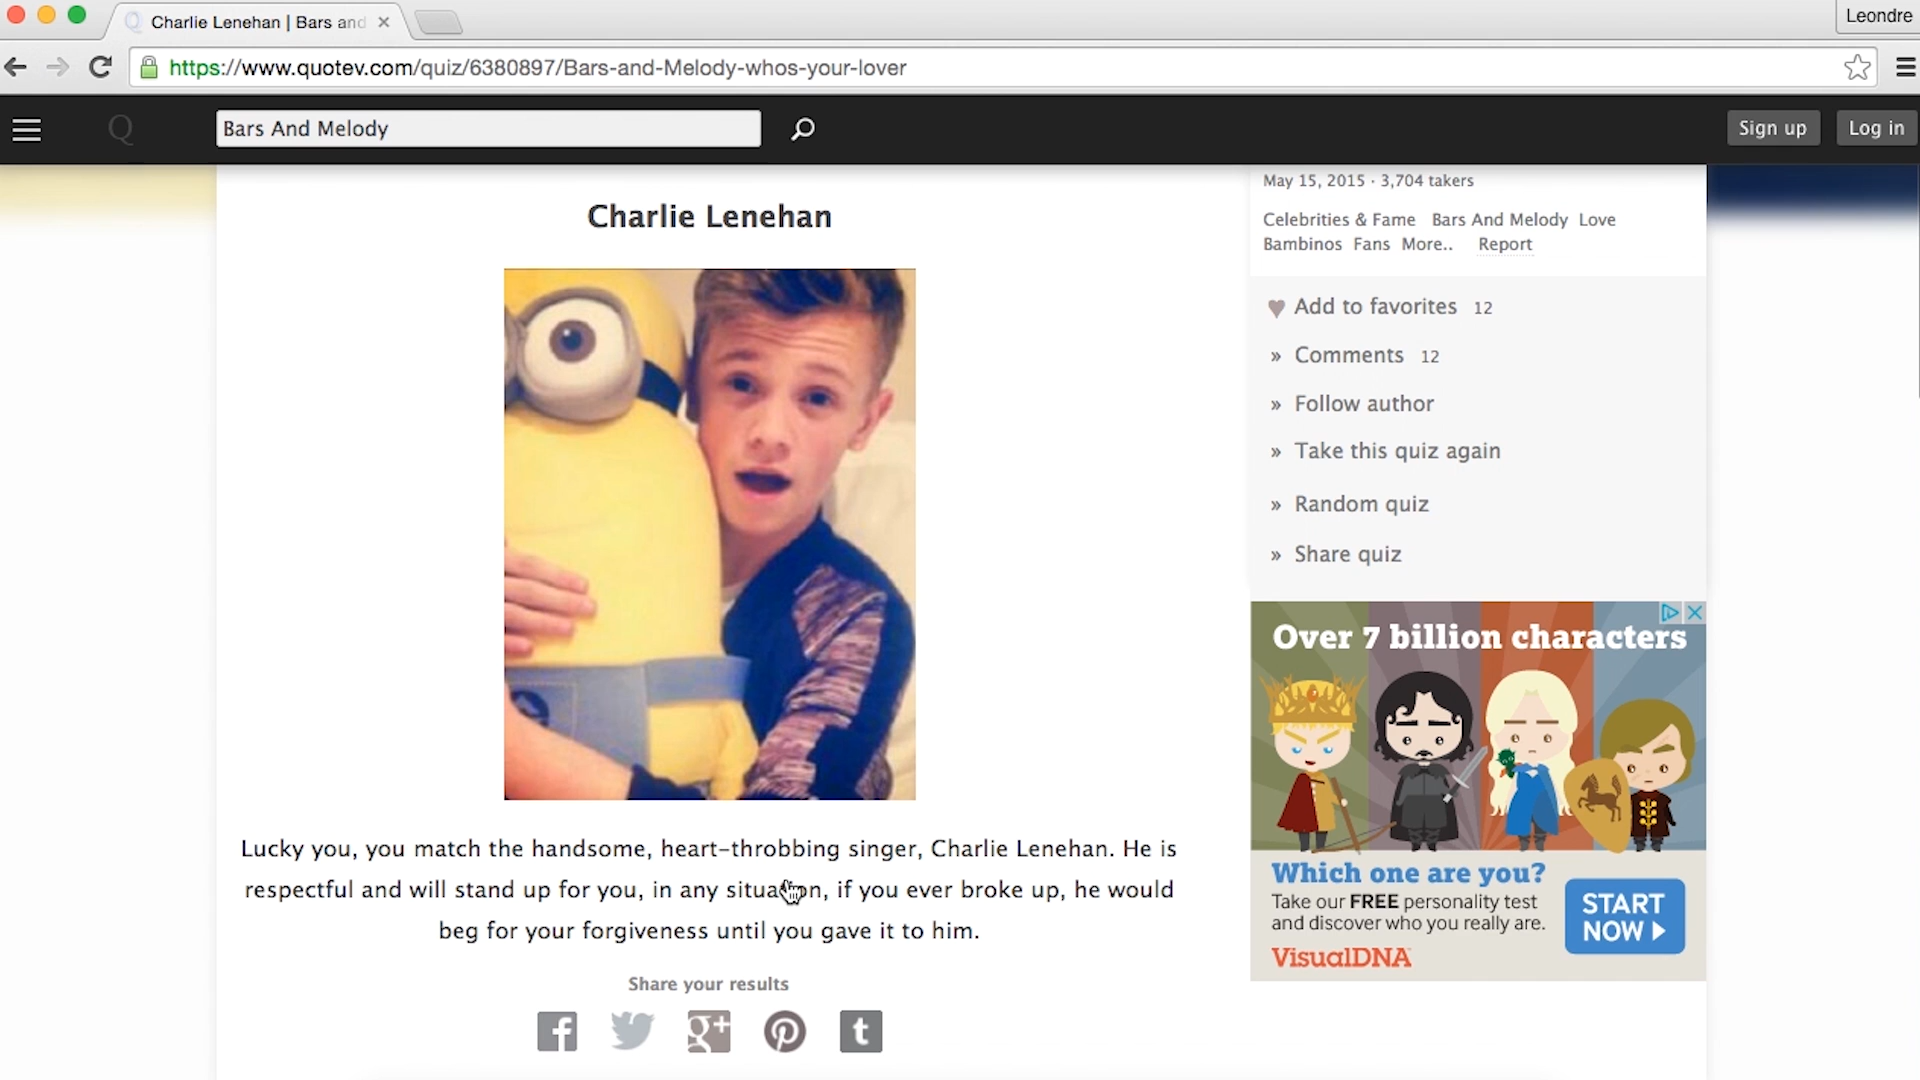 Charlie Lenehan | Bars and
Leondre
https://www.quotev.com/quiz/6380897/Bars-and-Melody-whos-your-lover
Q
Bars And Melody
Sign up
Log in
Charlie Lenehan
Lucky you, you match the handsome, heart-throbbing singer, Charlie Lenehan. He is
respectful and will stand up for you, in any situation, if you ever broke up, he would
beg for your forgiveness until you gave it to him.
Share your results
May 15, 2015 · 3,704 takers
Celebrities & Fame Bars And Melody Love
Bambinos Fans More.. Report
Add to favorites 12
» Comments 12
» Follow author
» Take this quiz again
» Random quiz
» Share quiz
Over 7 billion characters
Which one are you?
Take our FREE personality test
and discover who you really are.
VisualDNA
START
NOW